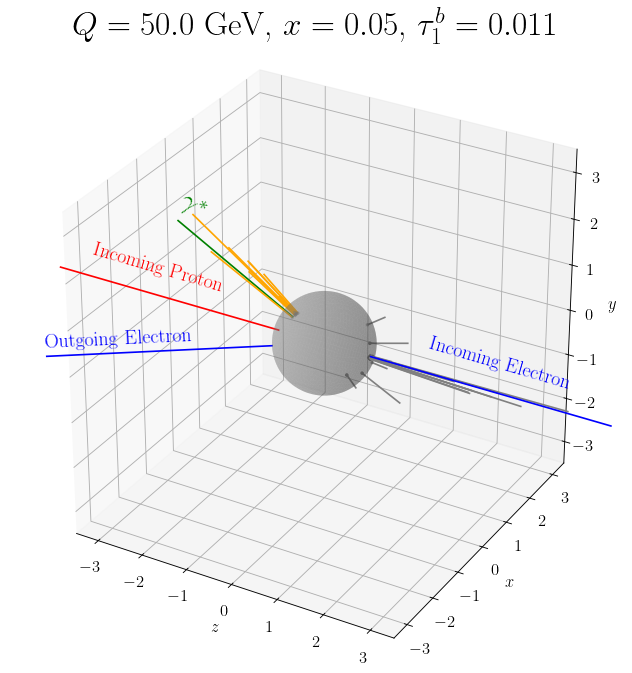 Q = 50.0 GeV, x = 0.05, τ₁ᵇ = 0.011
γ*
Incoming Proton
Outgoing Electron
Incoming Electron
3
2
1
0
−1
−2
−3
y
−3
−2
−1
0
1
2
3
z
−3
−2
−1
0
1
2
3
x